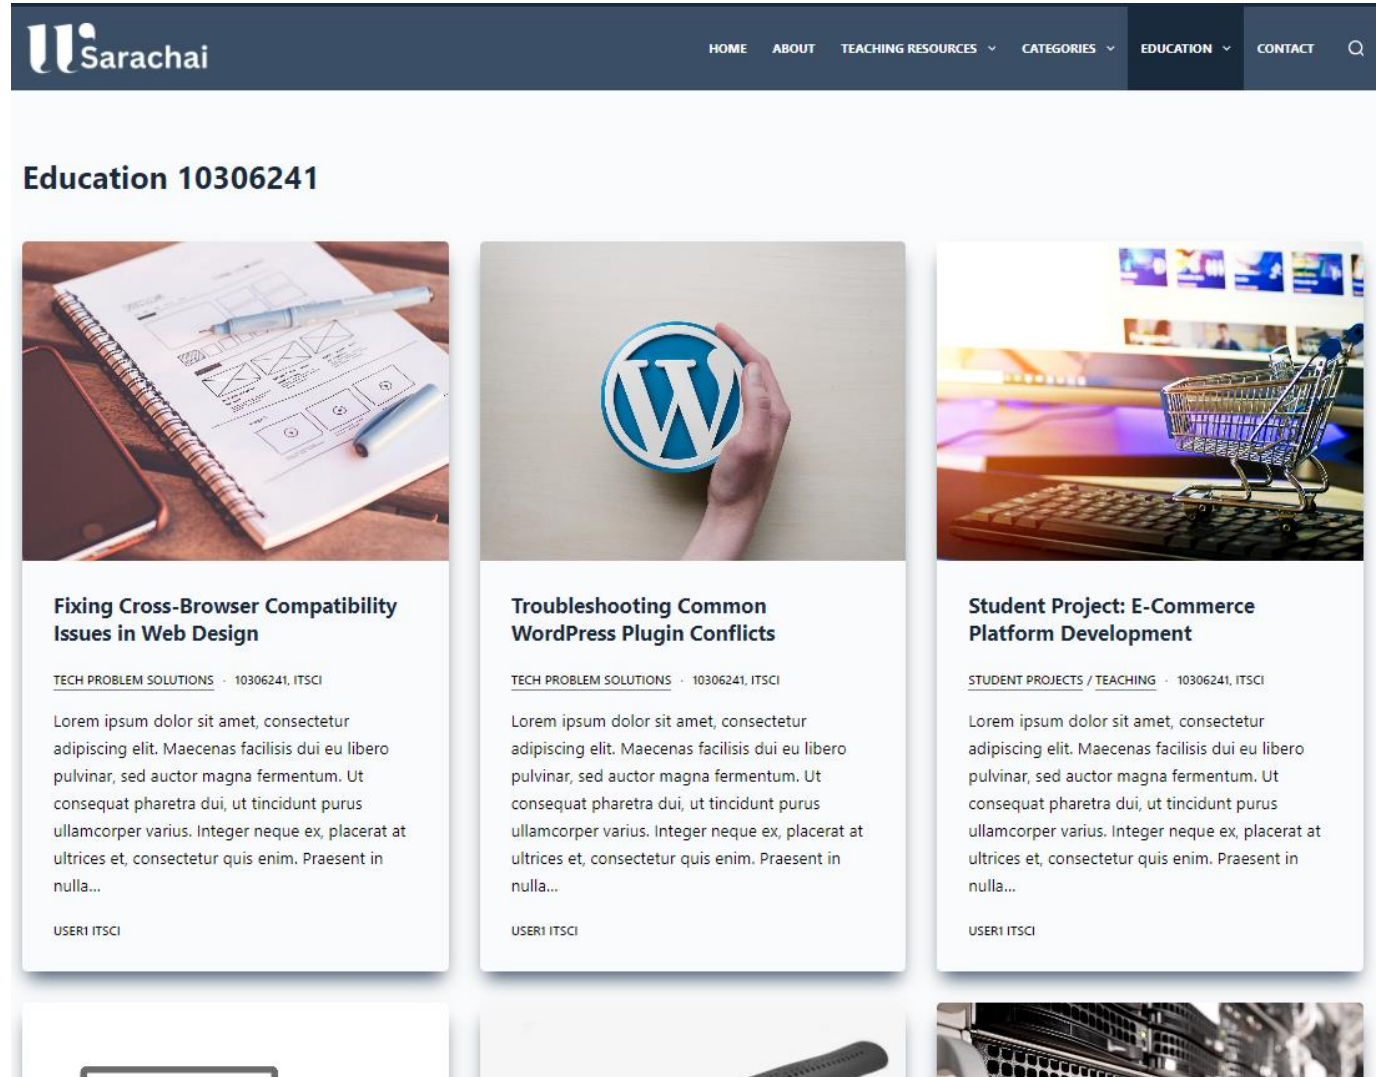 Sarachai
HOME ABOUT TEACHING RESOURCES CATEGORIES EDUCATION CONTACT
Education 10306241
Fixing Cross-Browser Compatibility
Issues in Web Design
TECH PROBLEM SOLUTIONS · 10306241, ITSCI
Lorem ipsum dolor sit amet, consectetur
adipiscing elit. Maecenas facilisis dui eu libero
pulvinar, sed auctor magna fermentum. Ut
consequat pharetra dui, ut tincidunt purus
ullamcorper varius. Integer neque ex, placerat at
ultrices et, consectetur quis enim. Praesent in
nulla...
USER1 ITSCI
Troubleshooting Common
WordPress Plugin Conflicts
TECH PROBLEM SOLUTIONS · 10306241, ITSCI
Lorem ipsum dolor sit amet, consectetur
adipiscing elit. Maecenas facilisis dui eu libero
pulvinar, sed auctor magna fermentum. Ut
consequat pharetra dui, ut tincidunt purus
ullamcorper varius. Integer neque ex, placerat at
ultrices et, consectetur quis enim. Praesent in
nulla...
USER1 ITSCI
Student Project: E-Commerce
Platform Development
STUDENT PROJECTS / TEACHING · 10306241, ITSCI
Lorem ipsum dolor sit amet, consectetur
adipiscing elit. Maecenas facilisis dui eu libero
pulvinar, sed auctor magna fermentum. Ut
consequat pharetra dui, ut tincidunt purus
ullamcorper varius. Integer neque ex, placerat at
ultrices et, consectetur quis enim. Praesent in
nulla...
USER1 ITSCI